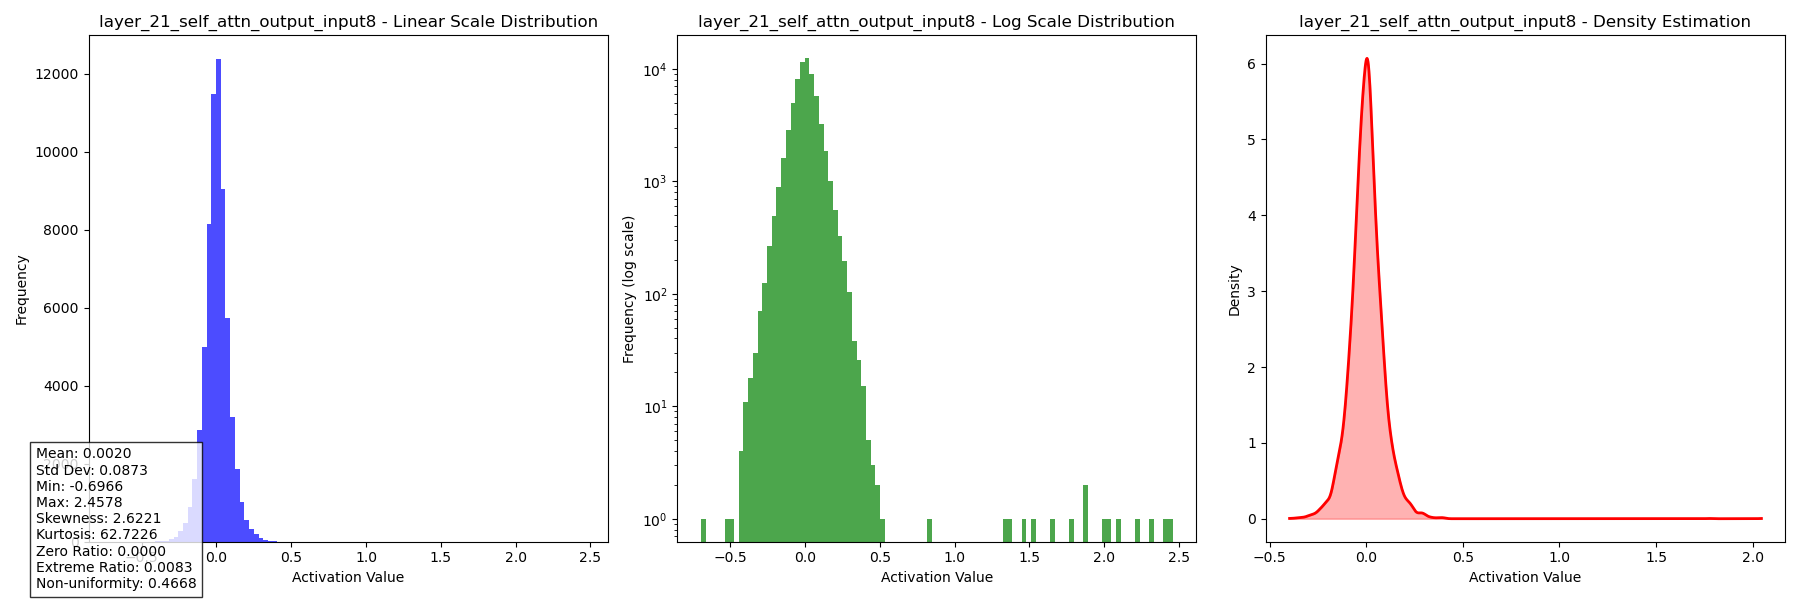 layer_21_self_attn_output_input8 - Linear Scale Distribution
12000
10000
8000
6000
4000
2000
0
Frequency
0.0
0.5
1.0
1.5
2.0
2.5
Activation Value
Mean: 0.0020
Std Dev: 0.0873
Min: -0.6966
Max: 2.4578
Skewness: 2.6221
Kurtosis: 62.7226
Zero Ratio: 0.0000
Extreme Ratio: 0.0083
Non-uniformity: 0.4668
layer_21_self_attn_output_input8 - Log Scale Distribution
10⁴
10³
10²
10¹
10⁰
Frequency (log scale)
−0.5
0.0
0.5
1.0
1.5
2.0
2.5
Activation Value
layer_21_self_attn_output_input8 - Density Estimation
6
5
4
3
2
1
0
Density
−0.5
0.0
0.5
1.0
1.5
2.0
Activation Value